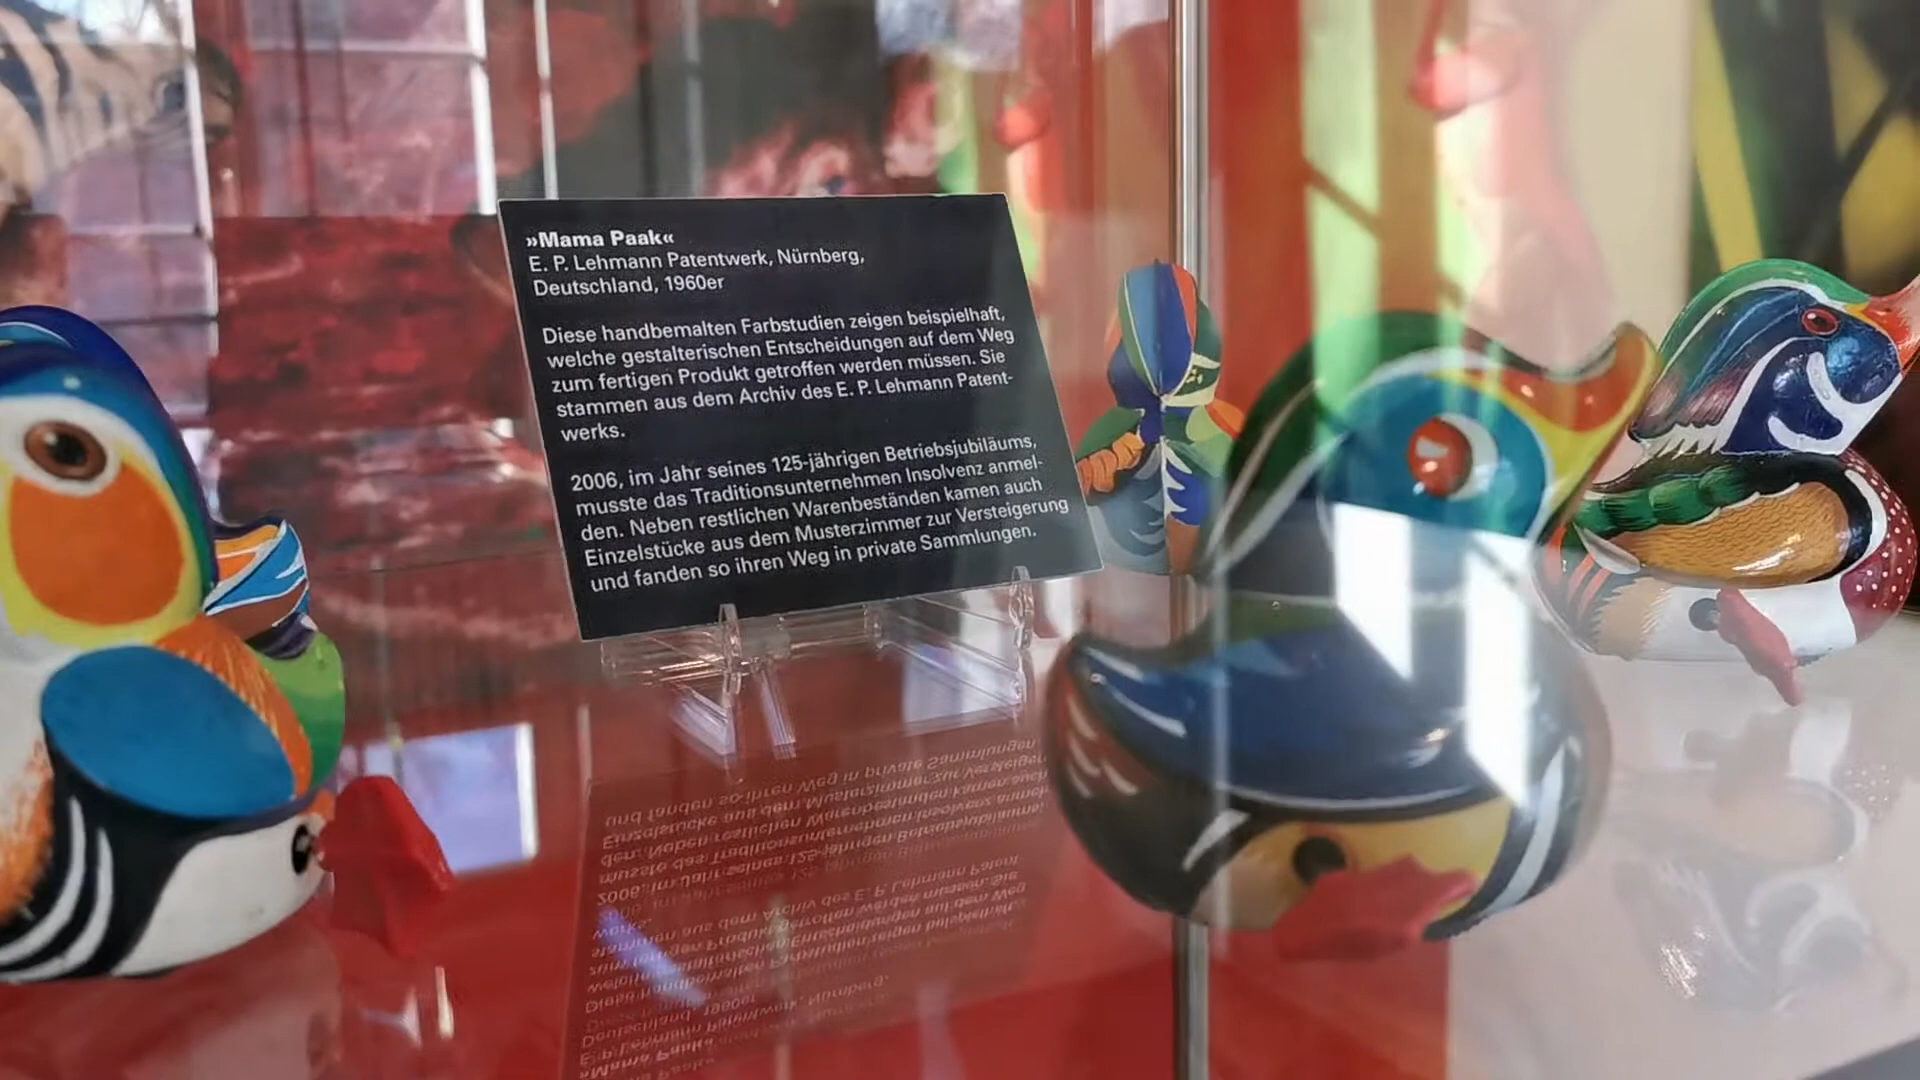 »Mama Paak«
E. P. Lehmann Patentwerk, Nürnberg,
Deutschland, 1960er
Diese handbemalten Farbstudien zeigen beispielhaft,
welche gestalterischen Entscheidungen auf dem Weg
zum fertigen Produkt getroffen werden müssen. Sie
stammen aus dem Archiv des E. P. Lehmann Patent-
werks.
2006, im Jahr seines 125-jährigen Betriebsjubiläums,
musste das Traditionsunternehmen Insolvenz anmel-
den. Neben restlichen Warenbeständen kamen auch
Einzelstücke aus dem Musterzimmer zur Versteigerung
und fanden so ihren Weg in private Sammlungen.